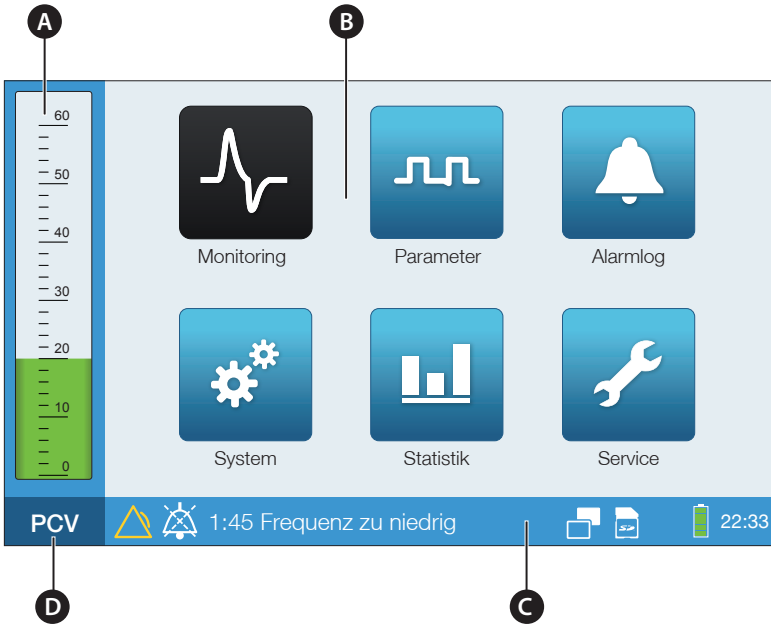 A
B
60
50
40
30
20
10
0
Monitoring
Parameter
Alarmlog
System
Statistik
Service
PCV
1:45 Frequenz zu niedrig
SD
22:33
D
C